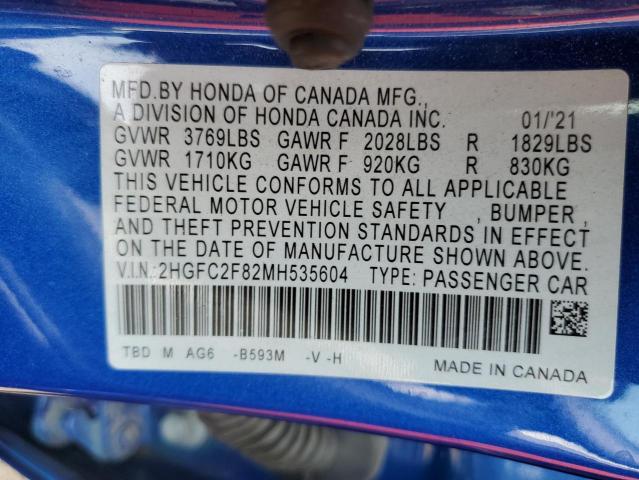 MFD.BY HONDA OF CANADA MFG.,
A DIVISION OF HONDA CANADA INC. 01/'21
GVWR 3769LBS GAWR F 2028LBS R 1829LBS
GVWR 1710KG GAWR F 920KG R 830KG
THIS VEHICLE CONFORMS TO ALL APPLICABLE
FEDERAL MOTOR VEHICLE SAFETY , BUMPER ,
AND THEFT PREVENTION STANDARDS IN EFFECT
ON THE DATE OF MANUFACTURE SHOWN ABOVE.
V.I.N.:2HGFC2F82MH535604 TYPE: PASSENGER CAR
TBD M AG6 -B593M -V -H
MADE IN CANADA